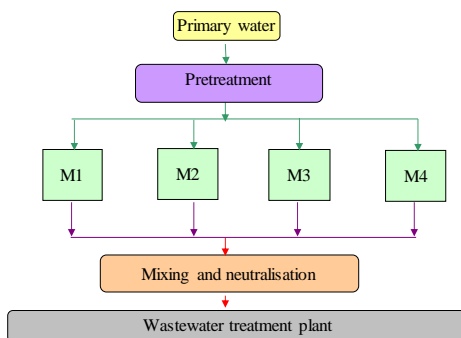 Primary water
Pretreatment
M1
M2
M3
M4
Mixing and neutralisation
Wastewater treatment plant